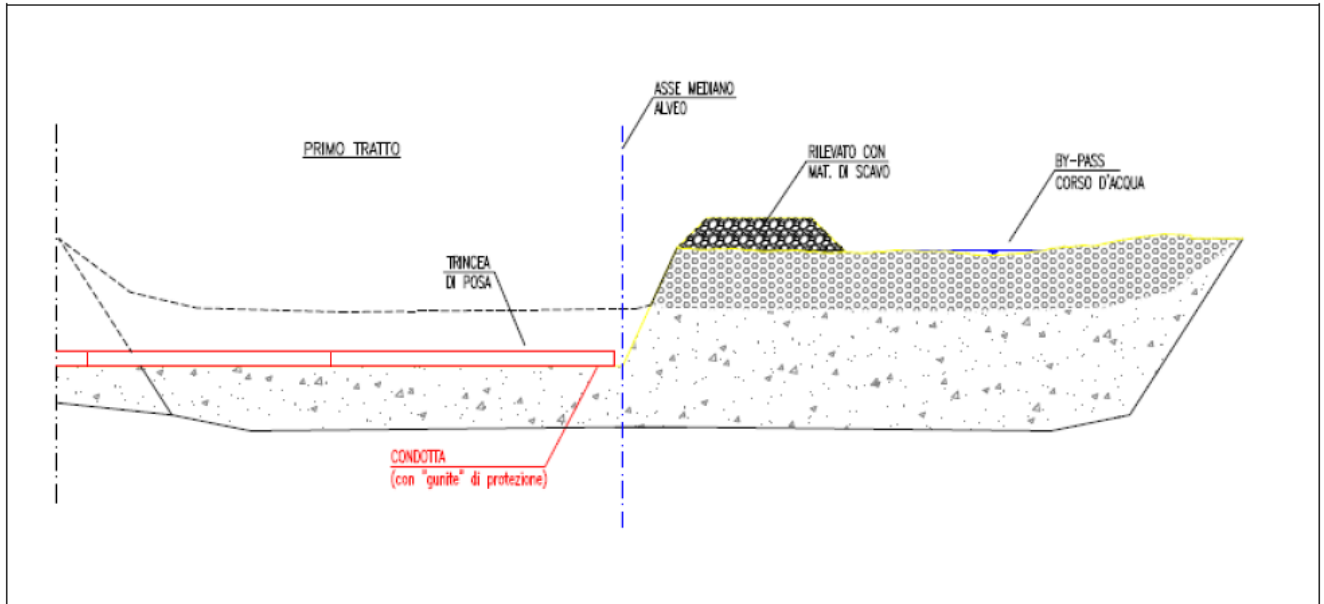 ASSE MEDIANO
ALVEO
PRIMO TRATTO
RILEVATO CON
MAT. DI SCAVO
BY-PASS
CORSO D'ACQUA
TRINCEA
DI POSA
CONDOTTA
(con "gunite" di protezione)